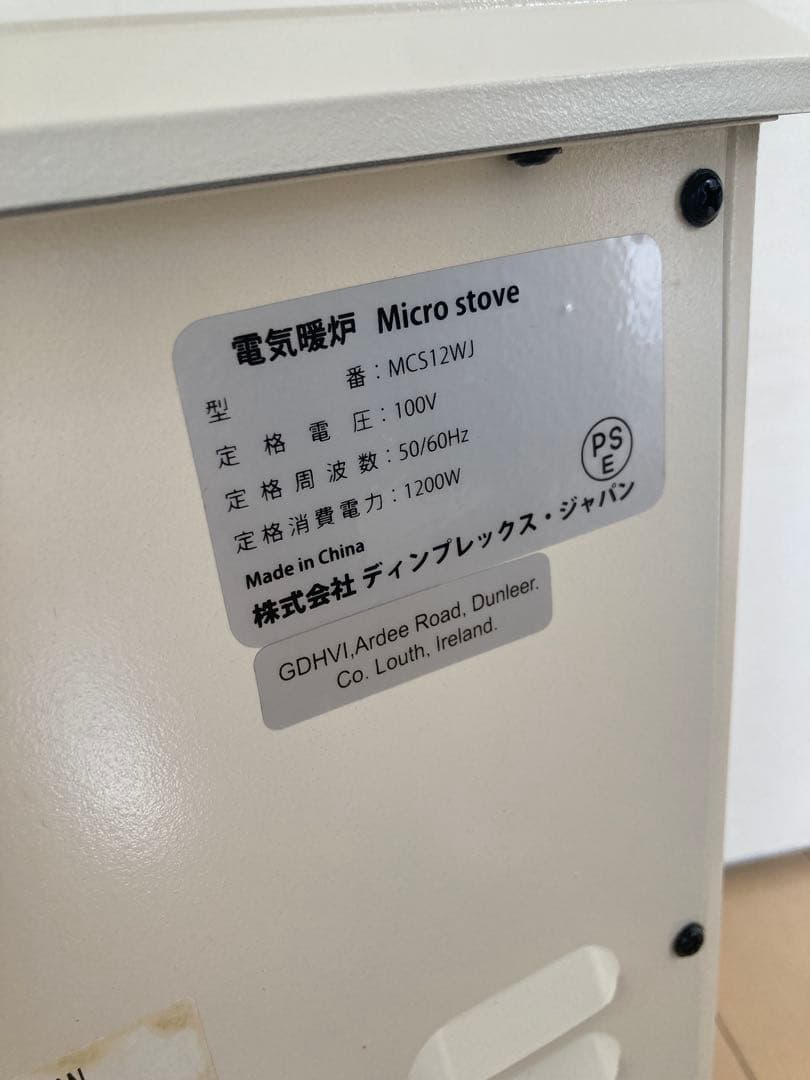 電気暖炉 Micro stove
型番：MCS12WJ
定格電圧：100V
定格周波数：50/60Hz
定格消費電力：1200W
PS
E
Made in China
株式会社 ディンプレックス・ジャパン
GDHVI,Ardee Road, Dunleer.
Co. Louth, Ireland.